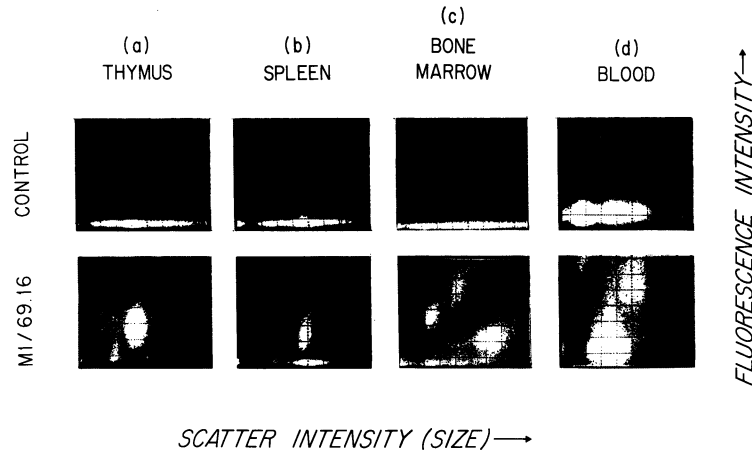 (a)
THYMUS
(b)
SPLEEN
(c)
BONE
MARROW
(d)
BLOOD
CONTROL
M1/69.16
FLUORESCENCE INTENSITY→
SCATTER INTENSITY (SIZE)→